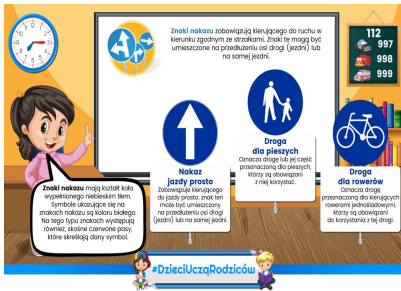 Znaki nakazu zobowiązują kierującego do ruchu w
kierunku zgodnym ze strzałkami. Znaki te mogą być
umieszczone na przedłużeniu osi drogi (jezdni) lub
na samej jezdni.
112
997
998
999
Nakaz
jazdy prosto
Zobowiązuje kierującego
do jazdy prosto; znak ten
może być umieszczony
na przedłużeniu osi drogi
(jezdni) lub na samej jezdni.
Droga
dla pieszych
Oznacza drogę lub jej część
przeznaczoną dla pieszych,
którzy są obowiązani
z niej korzystać.
Droga
dla rowerów
Oznacza drogę
przeznaczoną dla kierujących
rowerami jednośladowymi,
którzy są obowiązani
do korzystania z tej drogi.
Znaki nakazu mają kształt koła
wypełnionego niebieskim tłem.
Symbole ukazujące się na
znakach nakazu są koloru białego.
Na tego typu znakach występują
również, skośne czerwone pasy,
które skreślają dany symbol.
#DzieciUcząRodziców